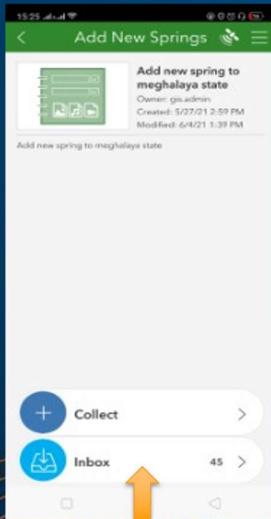 15:25
Add New Springs
Add new spring to
meghalaya state
Owner: gis.admin
Created: 5/27/21 2:59 PM
Modified: 6/4/21 1:39 PM
Add new spring to meghalaya state
Collect
Inbox 45